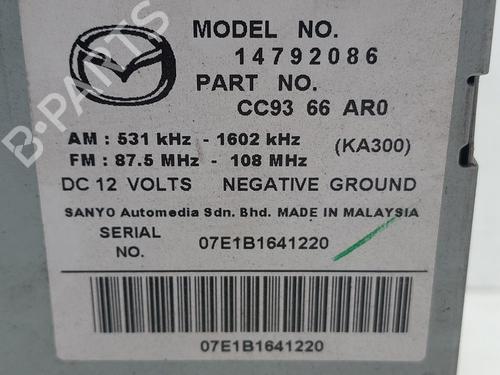 B-PARTS
MODEL NO.
14792086
PART NO.
CC93 66 AR0
AM : 531 kHz - 1602 kHz (KA300)
FM : 87.5 MHz - 108 MHz
DC 12 VOLTS NEGATIVE GROUND
SANYO Automedia Sdn. Bhd. MADE IN MALAYSIA
SERIAL NO. 07E1B1641220
07E1B1641220